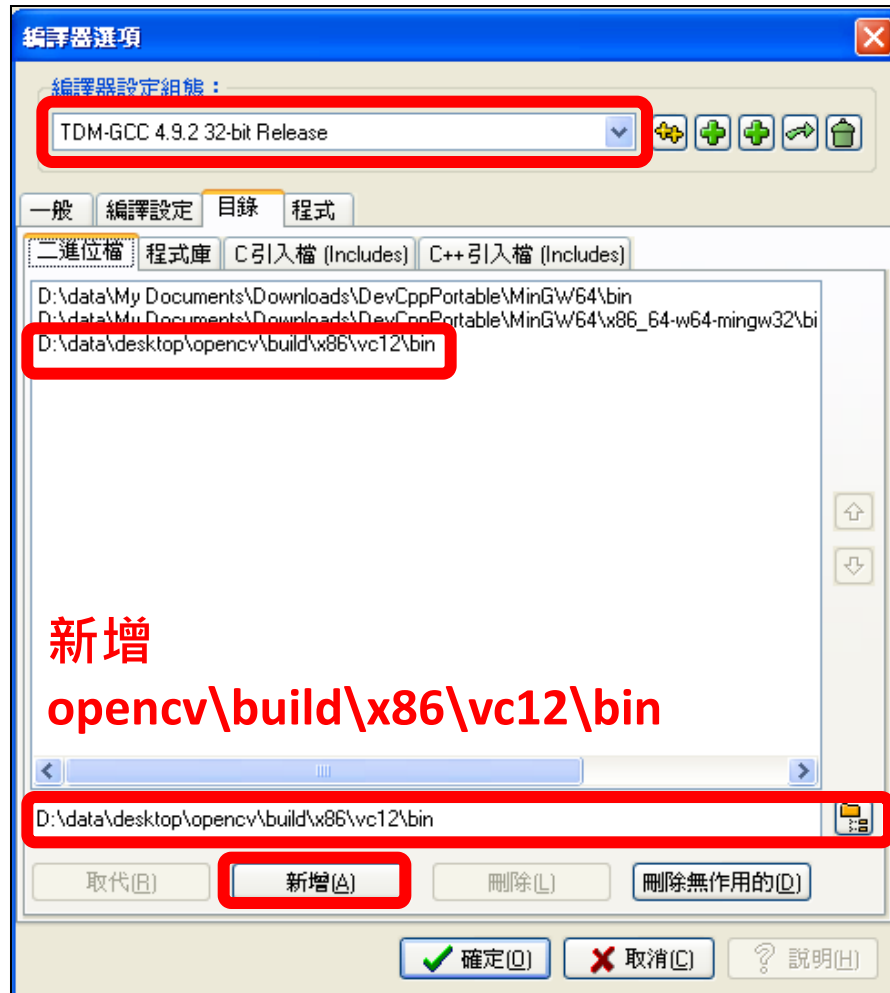 編譯器選項
編譯器設定組態：
TDM-GCC 4.9.2 32-bit Release
一般 編譯設定 目錄 程式
二進位檔 程式庫 C引入檔 (Includes) C++引入檔 (Includes)
D:\data\My Documents\Downloads\DevCppPortable\MinGW64\bin
D:\data\My Documents\Downloads\DevCppPortable\MinGW64\x86_64-w64-mingw32\bi
D:\data\desktop\opencv\build\x86\vc12\bin
新增
opencv\build\x86\vc12\bin
D:\data\desktop\opencv\build\x86\vc12\bin
取代(R) 新增(A) 刪除(L) 刪除無作用的(D)
確定(O) 取消(C) 說明(H)